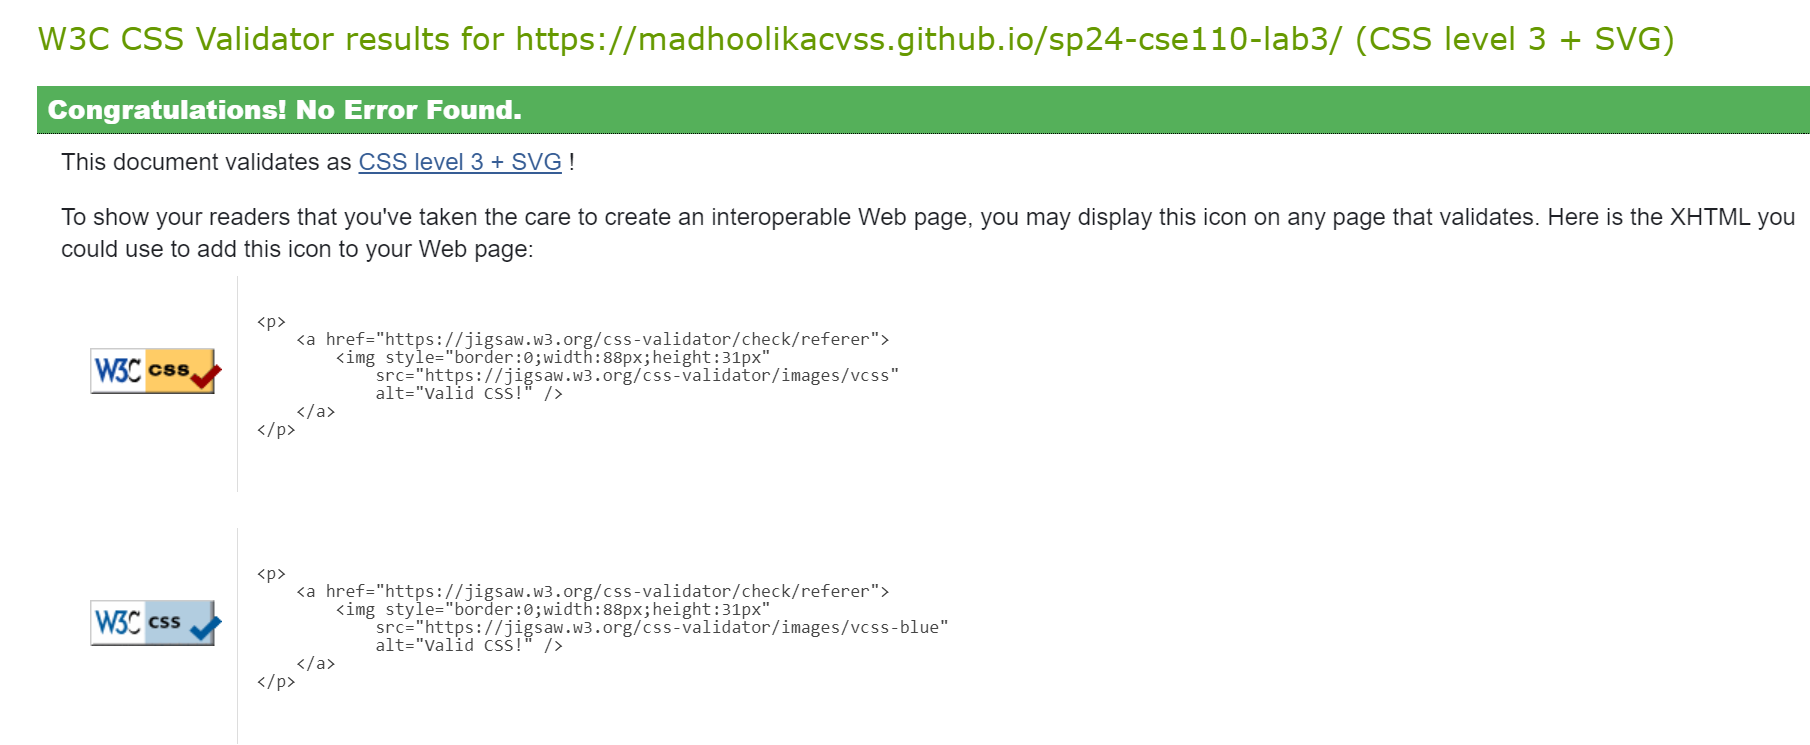 W3C CSS Validator results for https://madhoolikacvss.github.io/sp24-cse110-lab3/ (CSS level 3 + SVG)
Congratulations! No Error Found.
This document validates as CSS level 3 + SVG !
To show your readers that you've taken the care to create an interoperable Web page, you may display this icon on any page that validates. Here is the XHTML you
could use to add this icon to your Web page:
W3C css
<p>
    <a href="https://jigsaw.w3.org/css-validator/check/referer">
        <img style="border:0;width:88px;height:31px"
            src="https://jigsaw.w3.org/css-validator/images/vcss"
            alt="Valid CSS!" />
    </a>
</p>
W3C css
<p>
    <a href="https://jigsaw.w3.org/css-validator/check/referer">
        <img style="border:0;width:88px;height:31px"
            src="https://jigsaw.w3.org/css-validator/images/vcss-blue"
            alt="Valid CSS!" />
    </a>
</p>